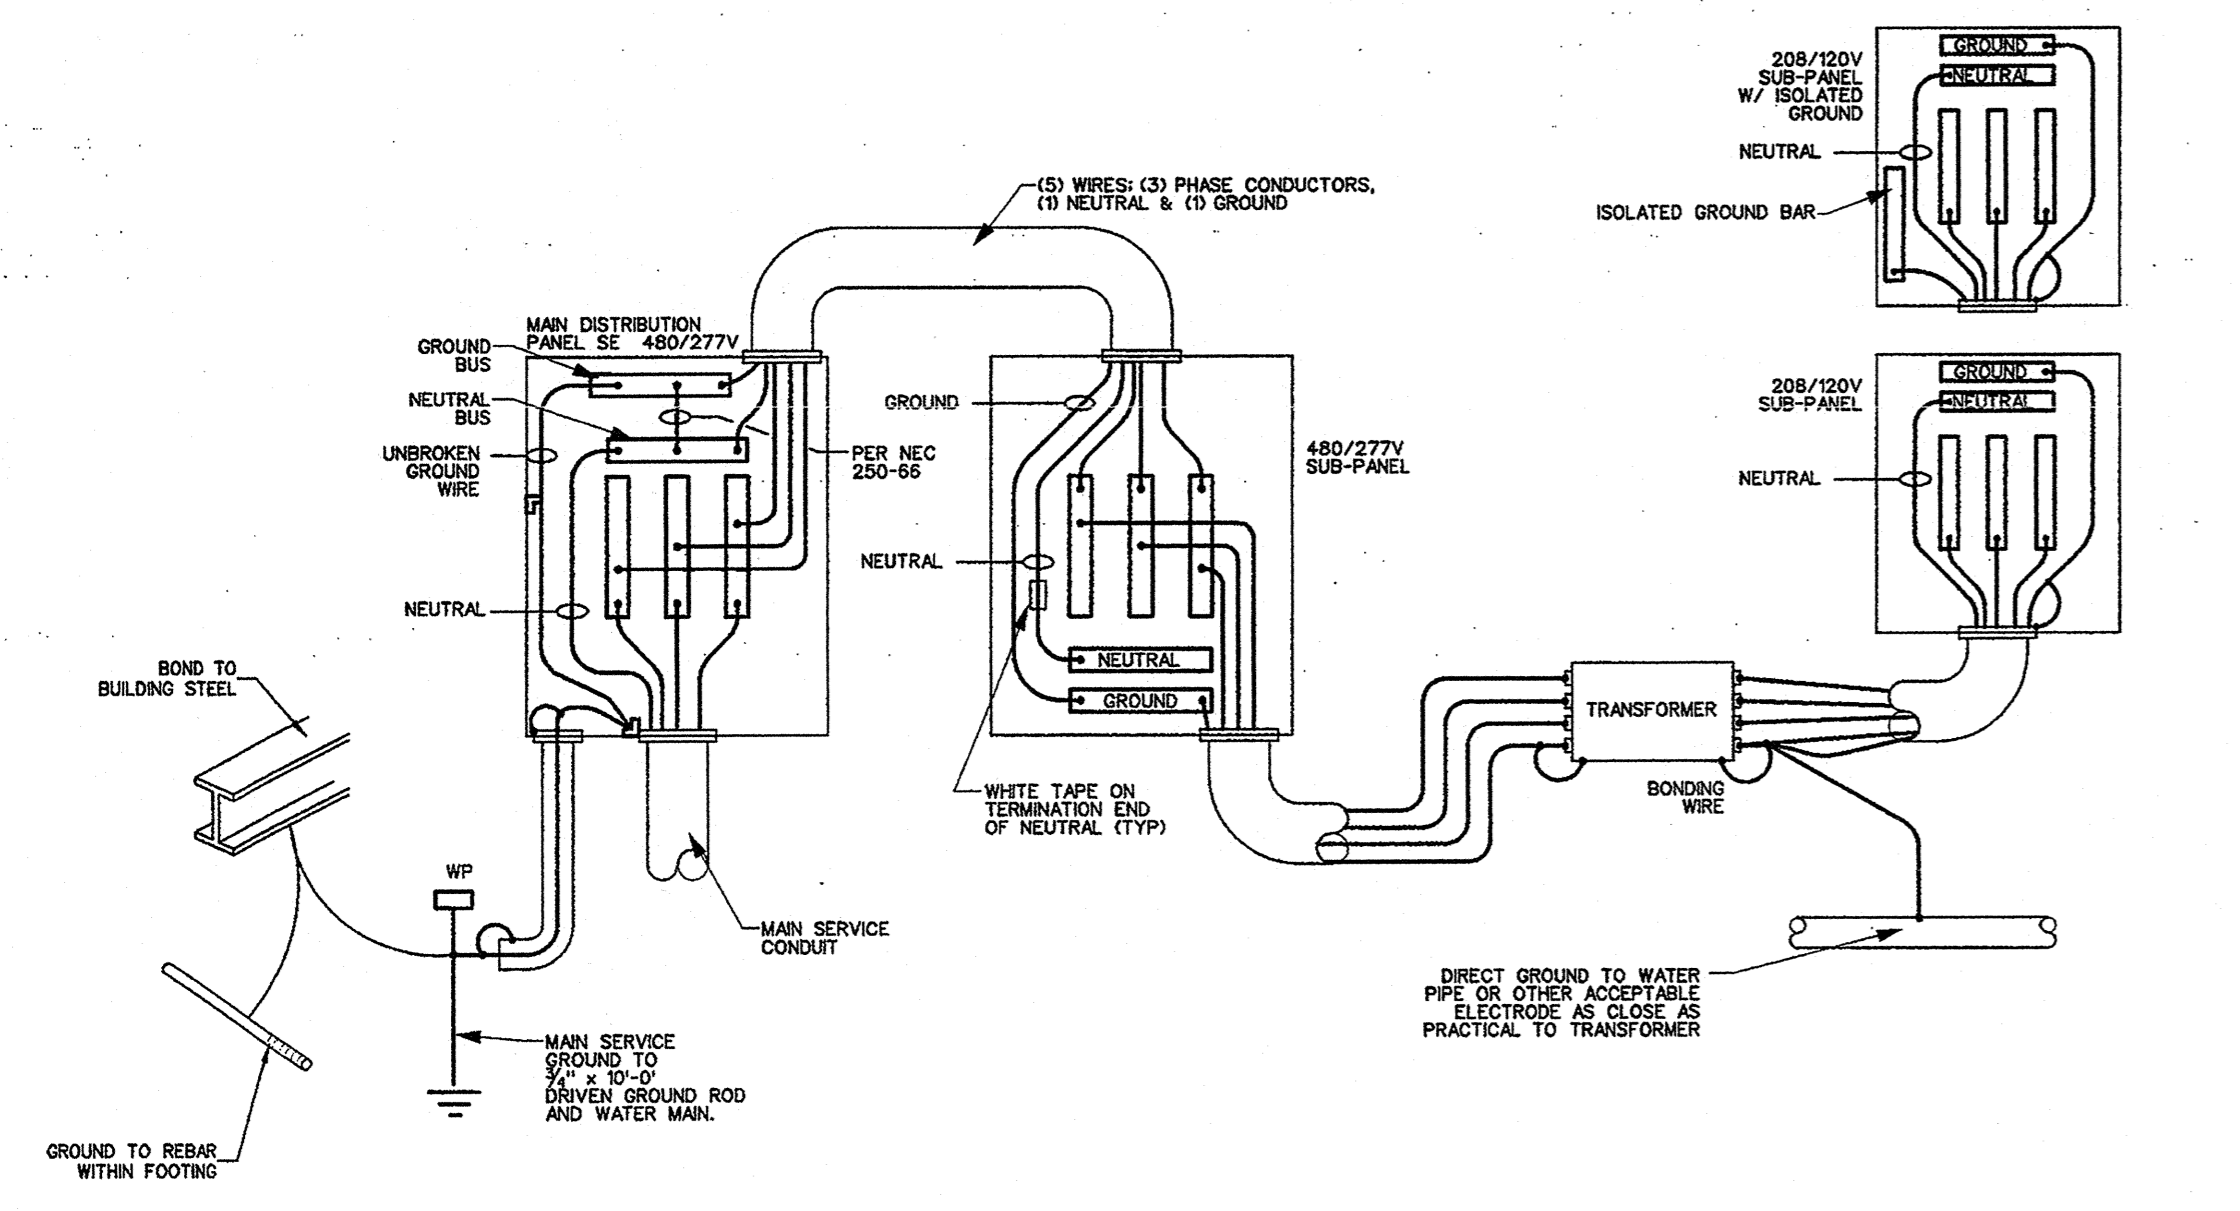 208/120V
SUB-PANEL
W/ ISOLATED
GROUND
GROUND
NEUTRAL
NEUTRAL
ISOLATED GROUND BAR
(5) WIRES; (3) PHASE CONDUCTORS,
(1) NEUTRAL & (1) GROUND
MAIN DISTRIBUTION
PANEL SE 480/277V
GROUND
BUS
NEUTRAL
BUS
UNBROKEN
GROUND
WIRE
PER NEC
250-66
NEUTRAL
GROUND
480/277V
SUB-PANEL
NEUTRAL
NEUTRAL
GROUND
WHITE TAPE ON
TERMINATION END
OF NEUTRAL (TYP)
208/120V
SUB-PANEL
GROUND
NEUTRAL
NEUTRAL
TRANSFORMER
BONDING
WIRE
BOND TO
BUILDING STEEL
WP
MAIN SERVICE
CONDUIT
MAIN SERVICE
GROUND TO
3/4" x 10'-0'
DRIVEN GROUND ROD
AND WATER MAIN.
GROUND TO REBAR
WITHIN FOOTING
DIRECT GROUND TO WATER
PIPE OR OTHER ACCEPTABLE
ELECTRODE AS CLOSE AS
PRACTICAL TO TRANSFORMER